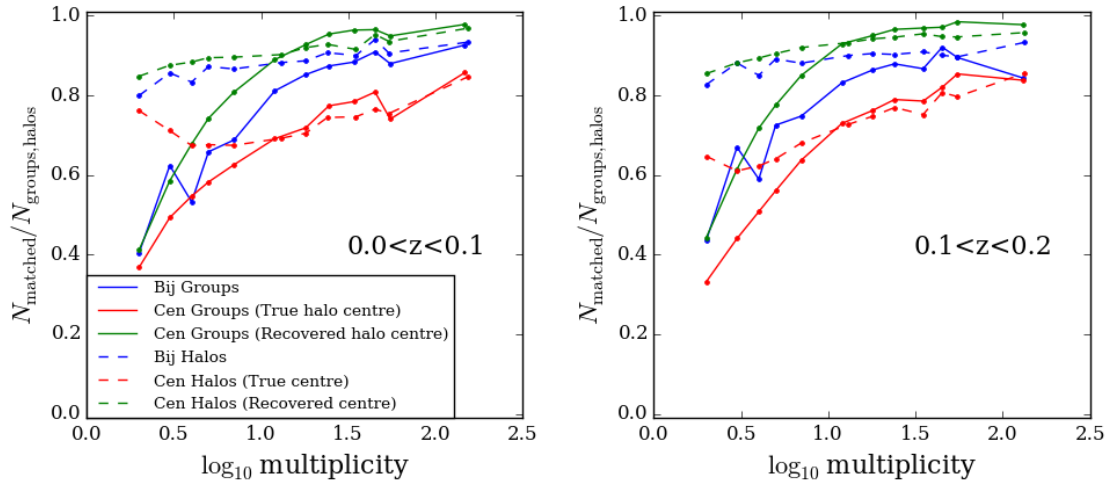 1.0
0.8
0.6
0.4
0.2
0.0
N_matched/N_groups,halos
0.0<z<0.1
Bij Groups
Cen Groups (True halo centre)
Cen Groups (Recovered halo centre)
Bij Halos
Cen Halos (True centre)
Cen Halos (Recovered centre)
0.0 0.5 1.0 1.5 2.0 2.5
log₁₀ multiplicity
1.0
0.8
0.6
0.4
0.2
0.0
N_matched/N_groups,halos
0.1<z<0.2
0.0 0.5 1.0 1.5 2.0 2.5
log₁₀ multiplicity